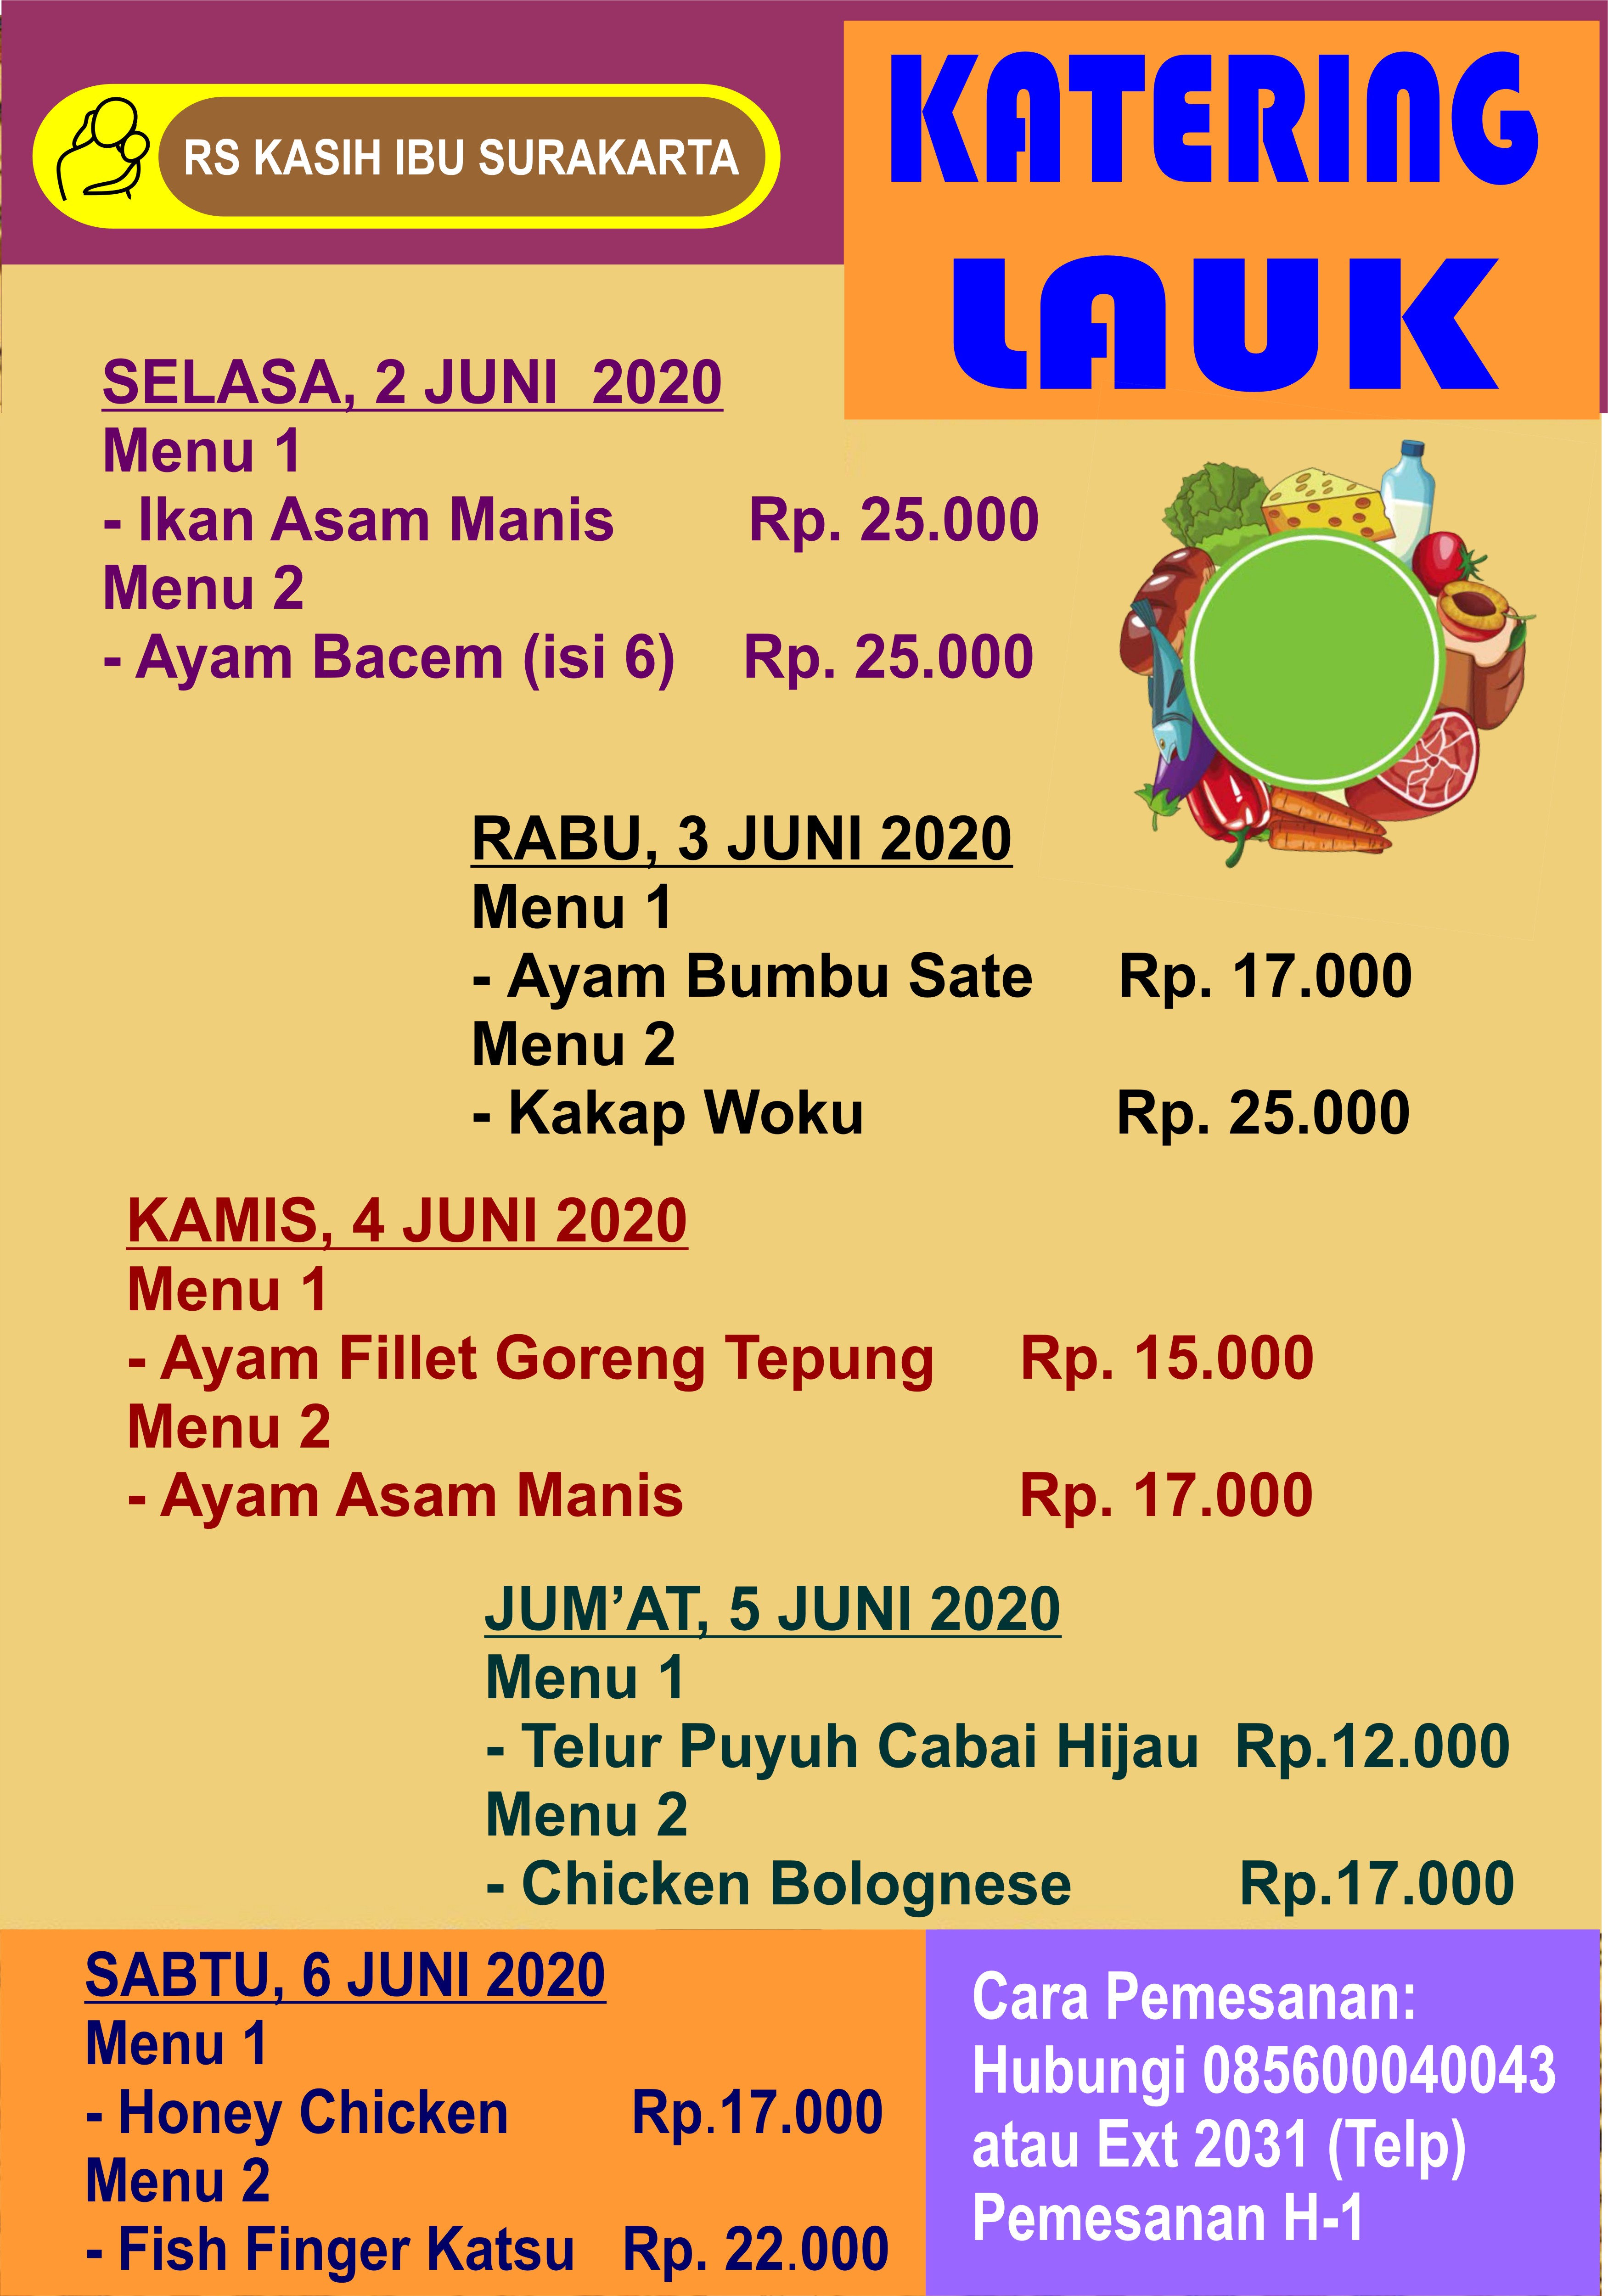 RS KASIH IBU SURAKARTA
KATERING
LAUK
SELASA, 2 JUNI 2020
Menu 1
- Ikan Asam Manis Rp. 25.000
Menu 2
- Ayam Bacem (isi 6) Rp. 25.000
RABU, 3 JUNI 2020
Menu 1
- Ayam Bumbu Sate Rp. 17.000
Menu 2
- Kakap Woku Rp. 25.000
KAMIS, 4 JUNI 2020
Menu 1
- Ayam Fillet Goreng Tepung Rp. 15.000
Menu 2
- Ayam Asam Manis Rp. 17.000
JUM’AT, 5 JUNI 2020
Menu 1
- Telur Puyuh Cabai Hijau Rp.12.000
Menu 2
- Chicken Bolognese Rp.17.000
SABTU, 6 JUNI 2020
Menu 1
- Honey Chicken Rp.17.000
Menu 2
- Fish Finger Katsu Rp. 22.000
Cara Pemesanan:
Hubungi 085600040043
atau Ext 2031 (Telp)
Pemesanan H-1